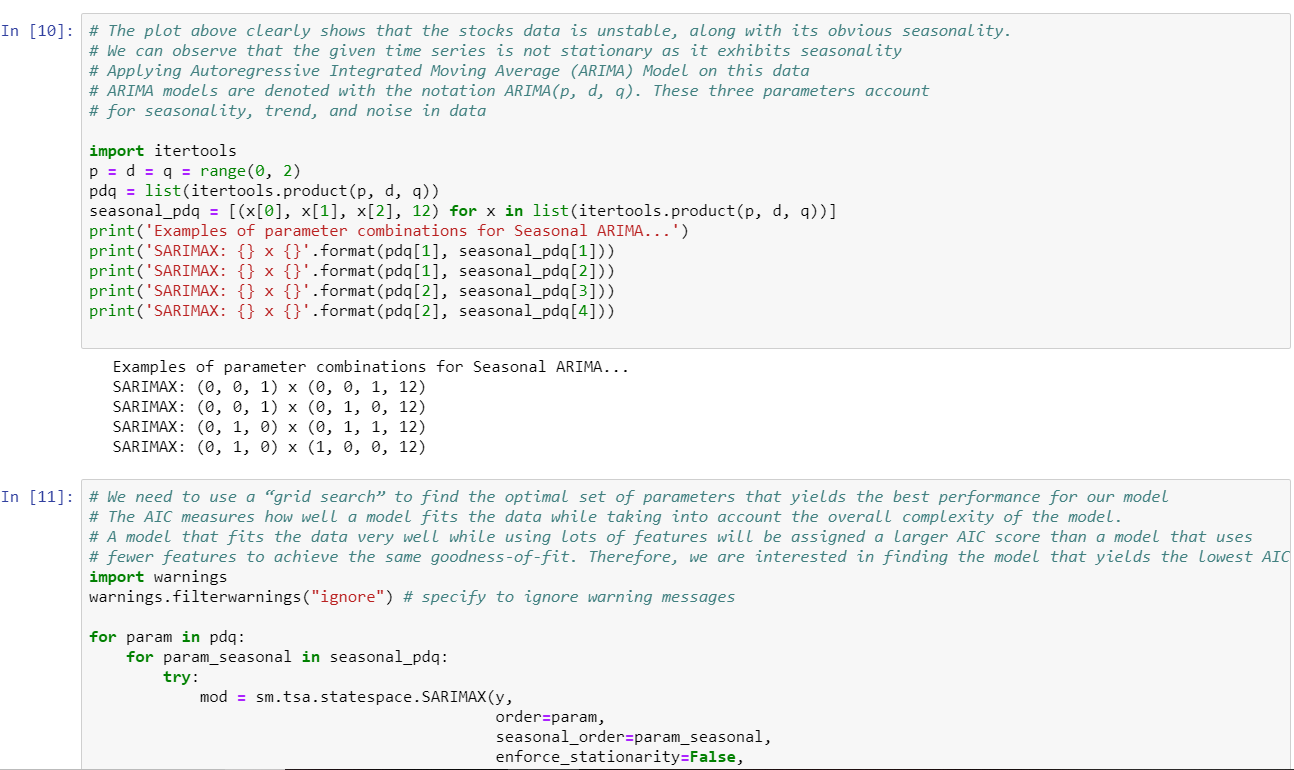 In [10]: # The plot above clearly shows that the stocks data is unstable, along with its obvious seasonality.
# We can observe that the given time series is not stationary as it exhibits seasonality
# Applying Autoregressive Integrated Moving Average (ARIMA) Model on this data
# ARIMA models are denoted with the notation ARIMA(p, d, q). These three parameters account
# for seasonality, trend, and noise in data
import itertools
p = d = q = range(0, 2)
pdq = list(itertools.product(p, d, q))
seasonal_pdq = [(x[0], x[1], x[2], 12) for x in list(itertools.product(p, d, q))]
print('Examples of parameter combinations for Seasonal ARIMA...')
print('SARIMAX: {} x {}'.format(pdq[1], seasonal_pdq[1]))
print('SARIMAX: {} x {}'.format(pdq[1], seasonal_pdq[2]))
print('SARIMAX: {} x {}'.format(pdq[2], seasonal_pdq[3]))
print('SARIMAX: {} x {}'.format(pdq[2], seasonal_pdq[4]))
Examples of parameter combinations for Seasonal ARIMA...
SARIMAX: (0, 0, 1) x (0, 0, 1, 12)
SARIMAX: (0, 0, 1) x (0, 1, 0, 12)
SARIMAX: (0, 1, 0) x (0, 1, 1, 12)
SARIMAX: (0, 1, 0) x (1, 0, 0, 12)
In [11]: # We need to use a “grid search” to find the optimal set of parameters that yields the best performance for our model
# The AIC measures how well a model fits the data while taking into account the overall complexity of the model.
# A model that fits the data very well while using lots of features will be assigned a larger AIC score than a model that uses
# fewer features to achieve the same goodness-of-fit. Therefore, we are interested in finding the model that yields the lowest AIC
import warnings
warnings.filterwarnings("ignore") # specify to ignore warning messages
for param in pdq:
    for param_seasonal in seasonal_pdq:
        try:
            mod = sm.tsa.statespace.SARIMAX(y,
                                            order=param,
                                            seasonal_order=param_seasonal,
                                            enforce_stationarity=False,